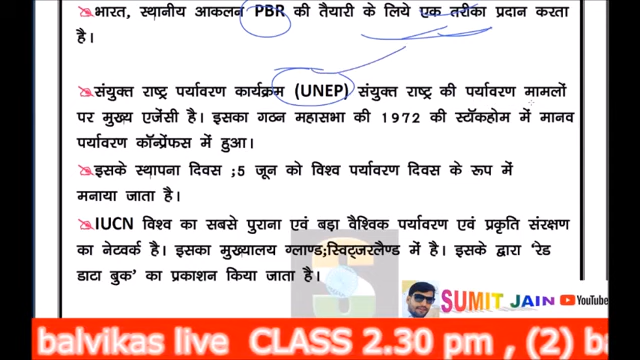 भारत, स्थानीय आकलन PBR की तैयारी के लिये एक तरीका प्रदान करता
है।
संयुक्त राष्ट्र पर्यावरण कार्यक्रम (UNEP) संयुक्त राष्ट्र की पर्यावरण मामलों
पर मुख्य एजेंसी है। इसका गठन महासभा की 1972 की स्टॉकहोम में मानव
पर्यावरण कॉन्प्रेंफस में हुआ।
इसके स्थापना दिवस ;5 जून को विश्व पर्यावरण दिवस के रूप में
मनाया जाता है।
IUCN विश्व का सबसे पुराना एवं बड़ा वैश्विक पर्यावरण एवं प्रकृति संरक्षण
का नेटवर्क है। इसका मुख्यालय ग्लाण्ड;स्विट्जरलैण्ड में है। इसके द्वारा ‘रेड
डाटा बुक’ का प्रकाशन किया जाता है।
S
SUMIT JAIN YouTube
balvikas live CLASS 2.30 pm , (2) ba